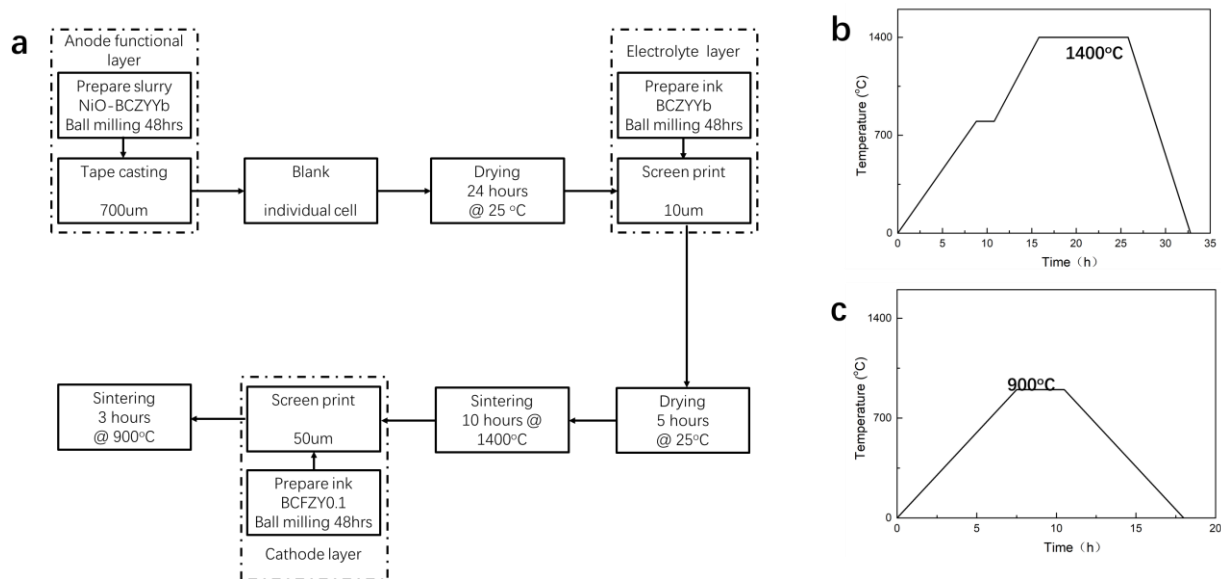 a
Anode functional
layer
Prepare slurry
NiO-BCZYYb
Ball milling 48hrs
Tape casting
700um
Blank
individual cell
Drying
24 hours
@ 25 °C
Electrolyte layer
Prepare ink
BCZYYb
Ball milling 48hrs
Screen print
10um
Drying
5 hours
@ 25°C
Sintering
10 hours @
1400°C
Screen print
50um
Prepare ink
BCFZY0.1
Ball milling 48hrs
Cathode layer
Sintering
3 hours
@ 900°C
b
1400
700
0
Temperature (°C)
1400°C
0 5 10 15 20 25 30 35
Time (h)
c
1400
700
0
Temperature (°C)
900°C
0 5 10 15 20
Time (h)